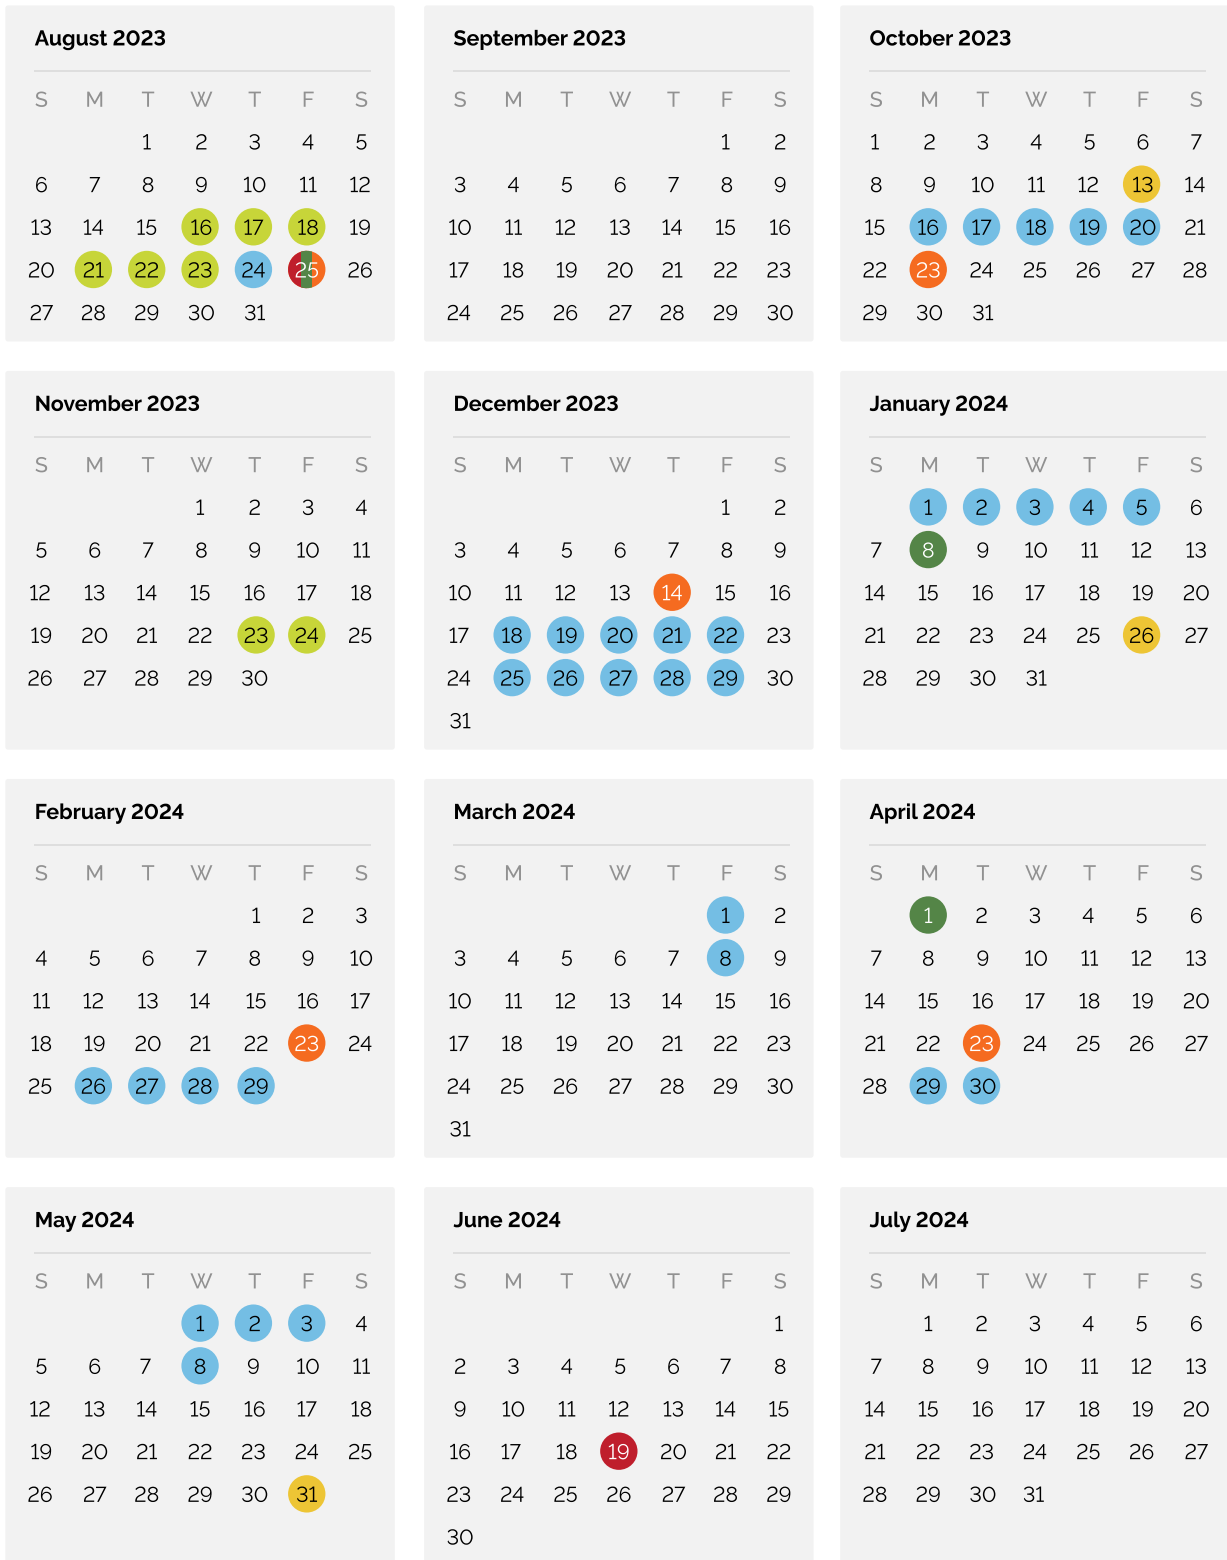 August 2023
S M T W T F S
1 2 3 4 5
6 7 8 9 10 11 12
13 14 15 16 17 18 19
20 21 22 23 24 25 26
27 28 29 30 31
September 2023
S M T W T F S
1 2
3 4 5 6 7 8 9
10 11 12 13 14 15 16
17 18 19 20 21 22 23
24 25 26 27 28 29 30
October 2023
S M T W T F S
1 2 3 4 5 6 7
8 9 10 11 12 13 14
15 16 17 18 19 20 21
22 23 24 25 26 27 28
29 30 31
November 2023
S M T W T F S
1 2 3 4
5 6 7 8 9 10 11
12 13 14 15 16 17 18
19 20 21 22 23 24 25
26 27 28 29 30
December 2023
S M T W T F S
1 2
3 4 5 6 7 8 9
10 11 12 13 14 15 16
17 18 19 20 21 22 23
24 25 26 27 28 29 30
31
January 2024
S M T W T F S
1 2 3 4 5 6
7 8 9 10 11 12 13
14 15 16 17 18 19 20
21 22 23 24 25 26 27
28 29 30 31
February 2024
S M T W T F S
1 2 3
4 5 6 7 8 9 10
11 12 13 14 15 16 17
18 19 20 21 22 23 24
25 26 27 28 29
March 2024
S M T W T F S
1 2
3 4 5 6 7 8 9
10 11 12 13 14 15 16
17 18 19 20 21 22 23
24 25 26 27 28 29 30
31
April 2024
S M T W T F S
1 2 3 4 5 6
7 8 9 10 11 12 13
14 15 16 17 18 19 20
21 22 23 24 25 26 27
28 29 30
May 2024
S M T W T F S
1 2 3 4
5 6 7 8 9 10 11
12 13 14 15 16 17 18
19 20 21 22 23 24 25
26 27 28 29 30 31
June 2024
S M T W T F S
1
2 3 4 5 6 7 8
9 10 11 12 13 14 15
16 17 18 19 20 21 22
23 24 25 26 27 28 29
30
July 2024
S M T W T F S
1 2 3 4 5 6
7 8 9 10 11 12 13
14 15 16 17 18 19 20
21 22 23 24 25 26 27
28 29 30 31